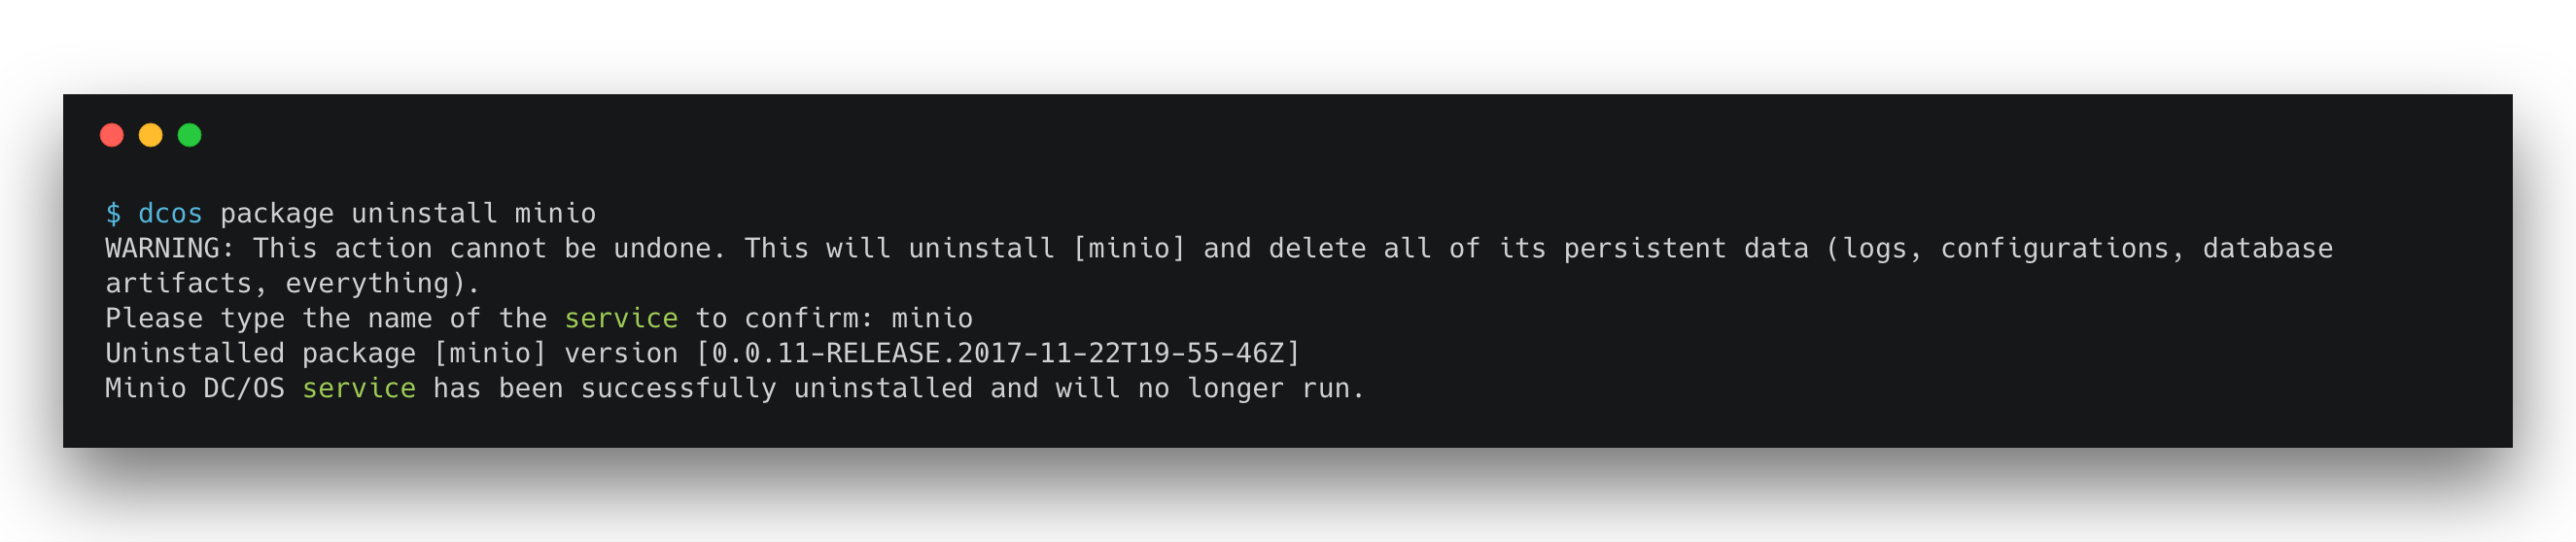 $ dcos package uninstall minio
WARNING: This action cannot be undone. This will uninstall [minio] and delete all of its persistent data (logs, configurations, database
artifacts, everything).
Please type the name of the service to confirm: minio
Uninstalled package [minio] version [0.0.11-RELEASE.2017-11-22T19-55-46Z]
Minio DC/OS service has been successfully uninstalled and will no longer run.